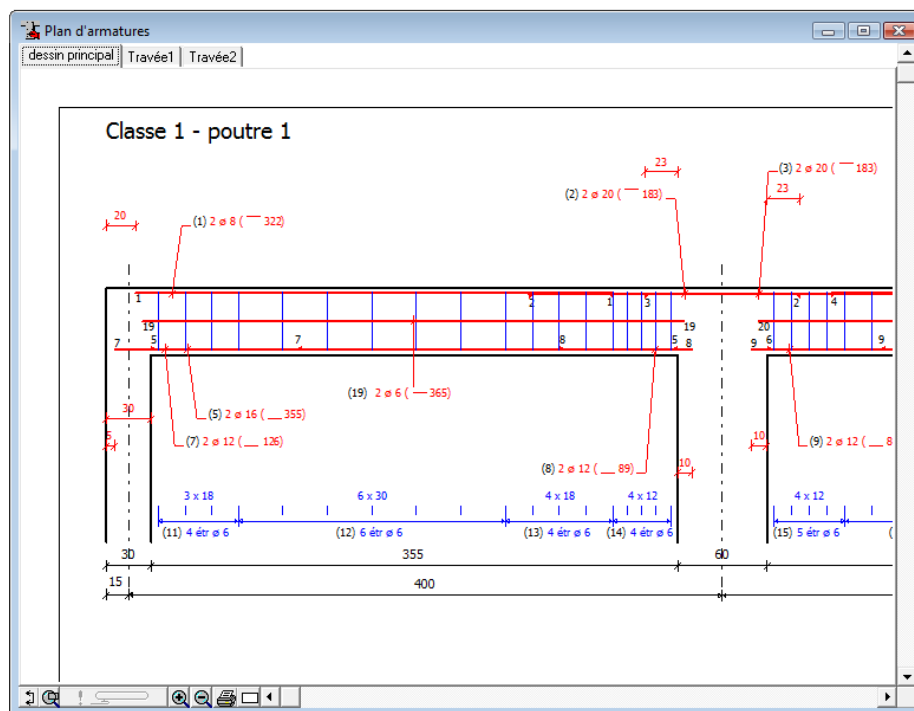 Plan d'armatures
dessin principal Travée1 Travée2
Classe 1 - poutre 1
23 (3) 2 ø 20 ( 183)
(2) 2 ø 20 ( 183) 23
20 (1) 2 ø 8 ( 322)
1 2 1 3 2 4
19 19 20
7 5 7 8 5 8 9 6 9
(19) 2 ø 6 ( 365)
30 (5) 2 ø 16 ( 355)
5 (7) 2 ø 12 ( 126) 10 (9) 2 ø 12 ( 8
(8) 2 ø 12 ( 89) 10
3 x 18 6 x 30 4 x 18 4 x 12 4 x 12
(11) 4 étr ø 6 (12) 6 étr ø 6 (13) 4 étr ø 6 (14) 4 étr ø 6 (15) 5 étr ø 6 (
30 355 60
15 400